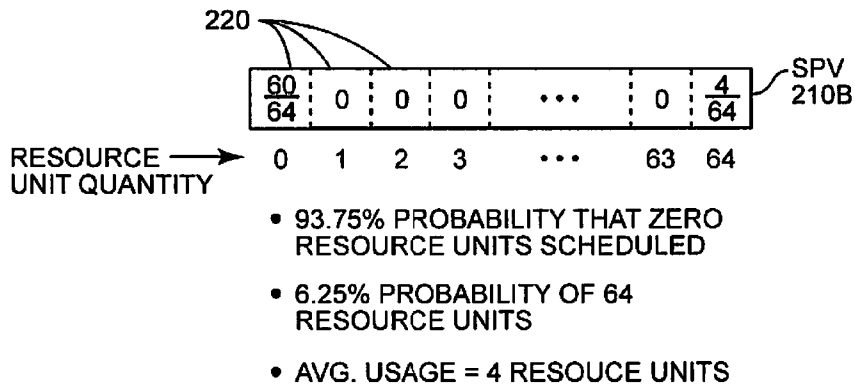 220
60/64 0 0 0 ••• 0 4/64
SPV
210B
RESOURCE
UNIT QUANTITY
0 1 2 3 ••• 63 64
• 93.75% PROBABILITY THAT ZERO
RESOURCE UNITS SCHEDULED
• 6.25% PROBABILITY OF 64
RESOURCE UNITS
• AVG. USAGE = 4 RESOUCE UNITS